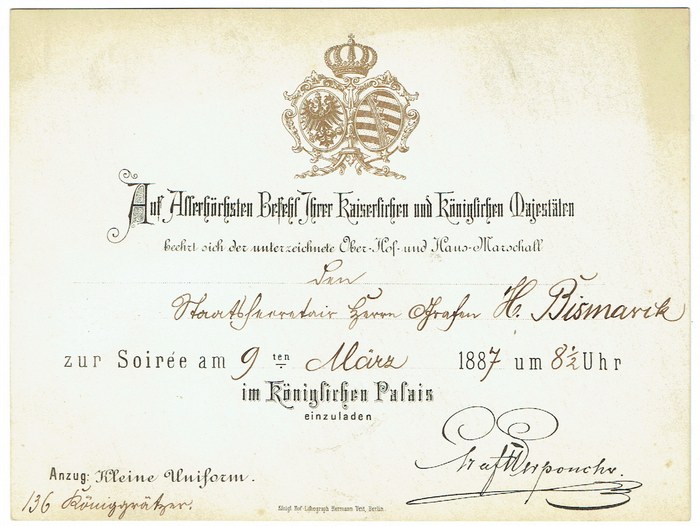 Auf Allerhöchsten Befehl Ihrer Kaiserlichen und Königlichen Majestäten
beehrt sich der unterzeichnete Ober-Hof- und Haus-Marschall
den
Staatssecretair Herrn Grafen H. Bismarck
zur Soirée am 9ten März 1887 um 8½ Uhr
im Königlichen Palais
einzuladen
Graf Perponcher.
Anzug: Kleine Uniform.
136 Königgrätzer.
Königl. Hof-Lithograph Hermann Veit, Berlin.